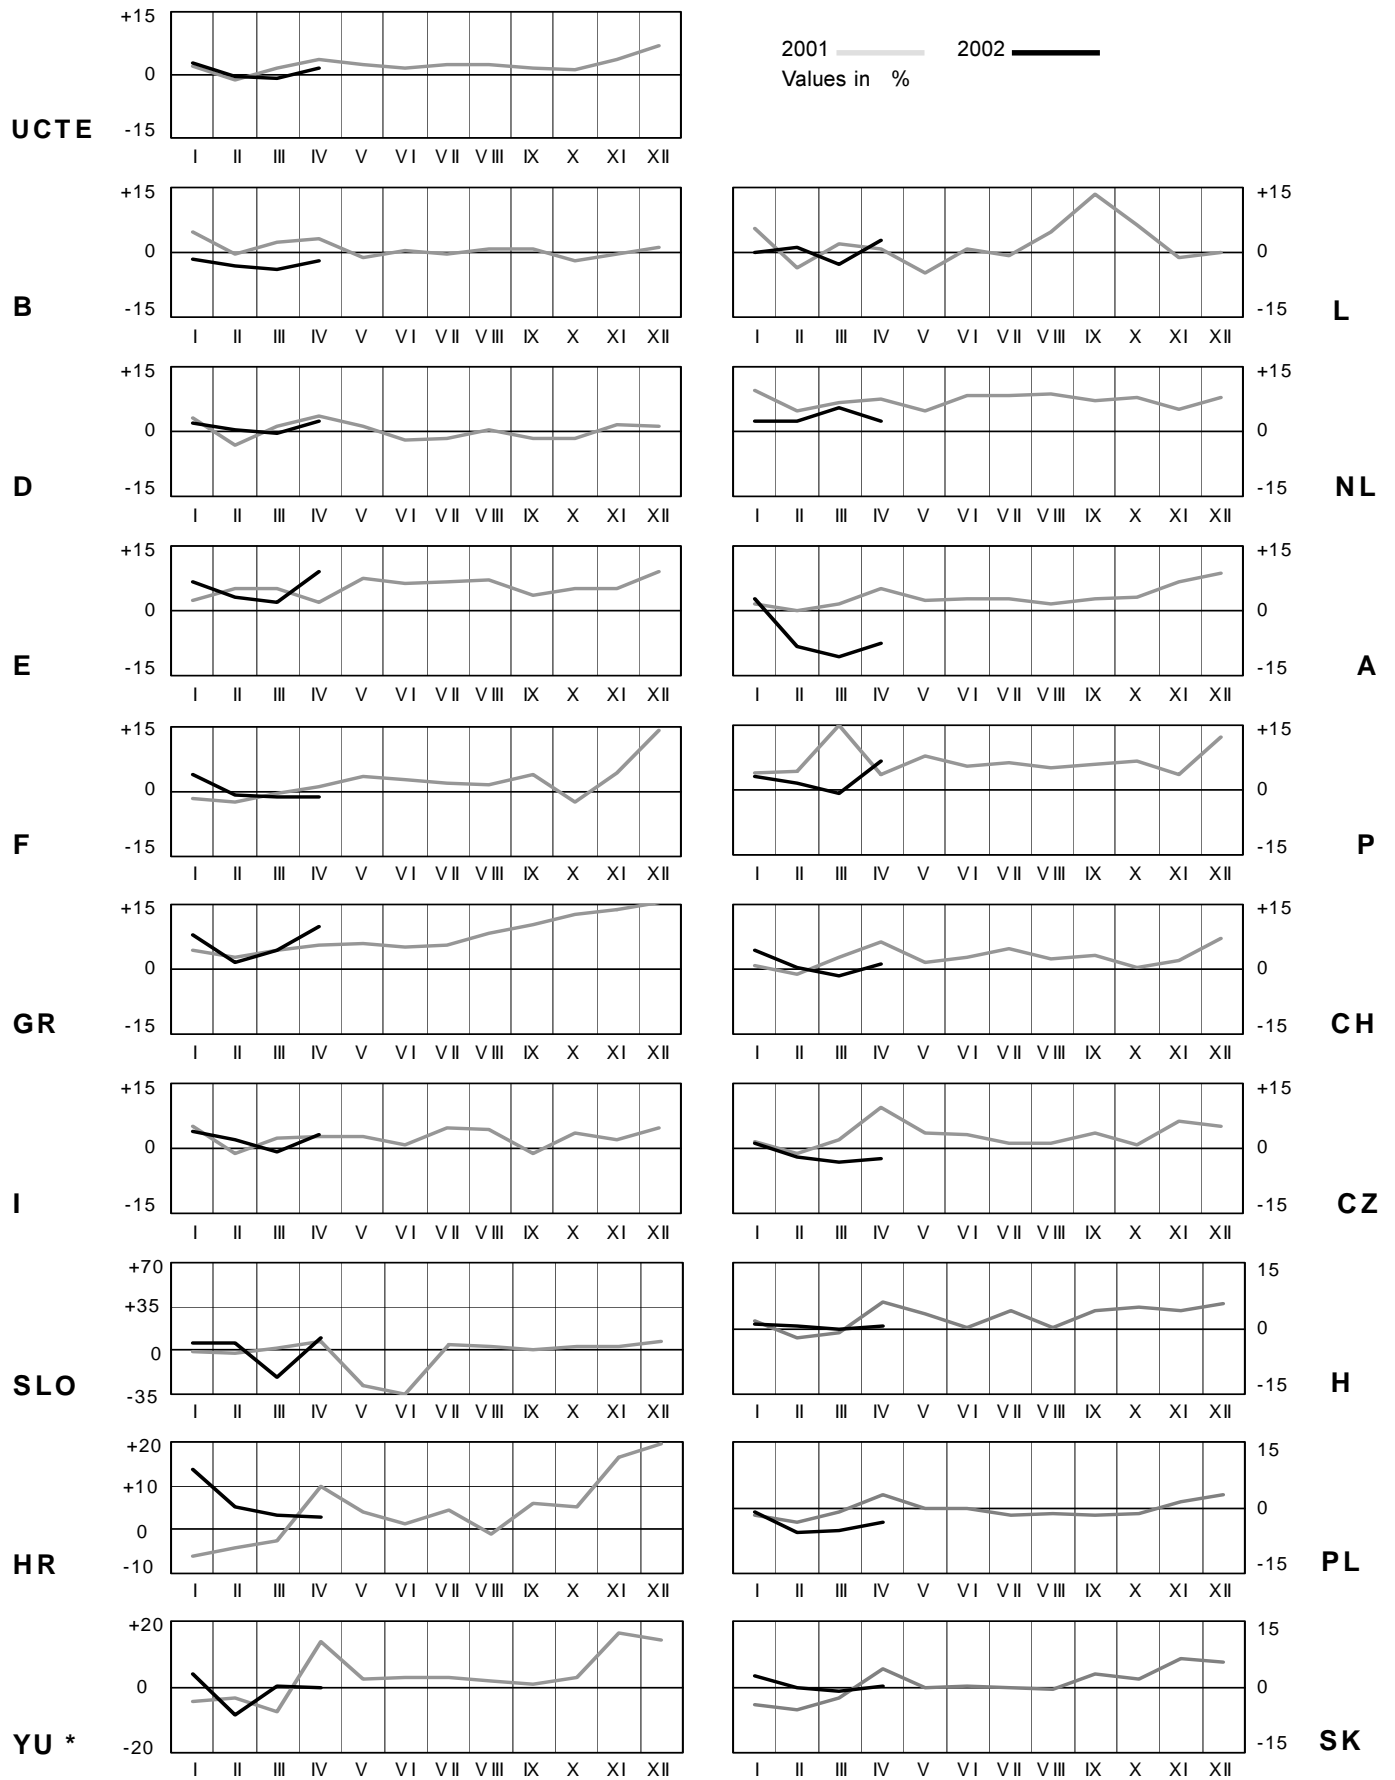 +15
0
UCTE -15
I II III IV V VI VII VIII IX X XI XII
2001 2002
Values in %
+15
0
B -15
I II III IV V VI VII VIII IX X XI XII
+15
0
-15 L
I II III IV V VI VII VIII IX X XI XII
+15
0
D -15
I II III IV V VI VII VIII IX X XI XII
+15
0
-15 NL
I II III IV V VI VII VIII IX X XI XII
+15
0
E -15
I II III IV V VI VII VIII IX X XI XII
+15
0
-15 A
I II III IV V VI VII VIII IX X XI XII
+15
0
F -15
I II III IV V VI VII VIII IX X XI XII
+15
0
-15 P
I II III IV V VI VII VIII IX X XI XII
+15
0
GR -15
I II III IV V VI VII VIII IX X XI XII
+15
0
-15 CH
I II III IV V VI VII VIII IX X XI XII
+15
0
I -15
I II III IV V VI VII VIII IX X XI XII
+15
0
-15 CZ
I II III IV V VI VII VIII IX X XI XII
+70
+35
0
SLO -35
I II III IV V VI VII VIII IX X XI XII
15
0
-15 H
I II III IV V VI VII VIII IX X XI XII
+20
+10
0
HR -10
I II III IV V VI VII VIII IX X XI XII
15
0
-15 PL
I II III IV V VI VII VIII IX X XI XII
+20
0
YU * -20
I II III IV V VI VII VIII IX X XI XII
15
0
-15 SK
I II III IV V VI VII VIII IX X XI XII